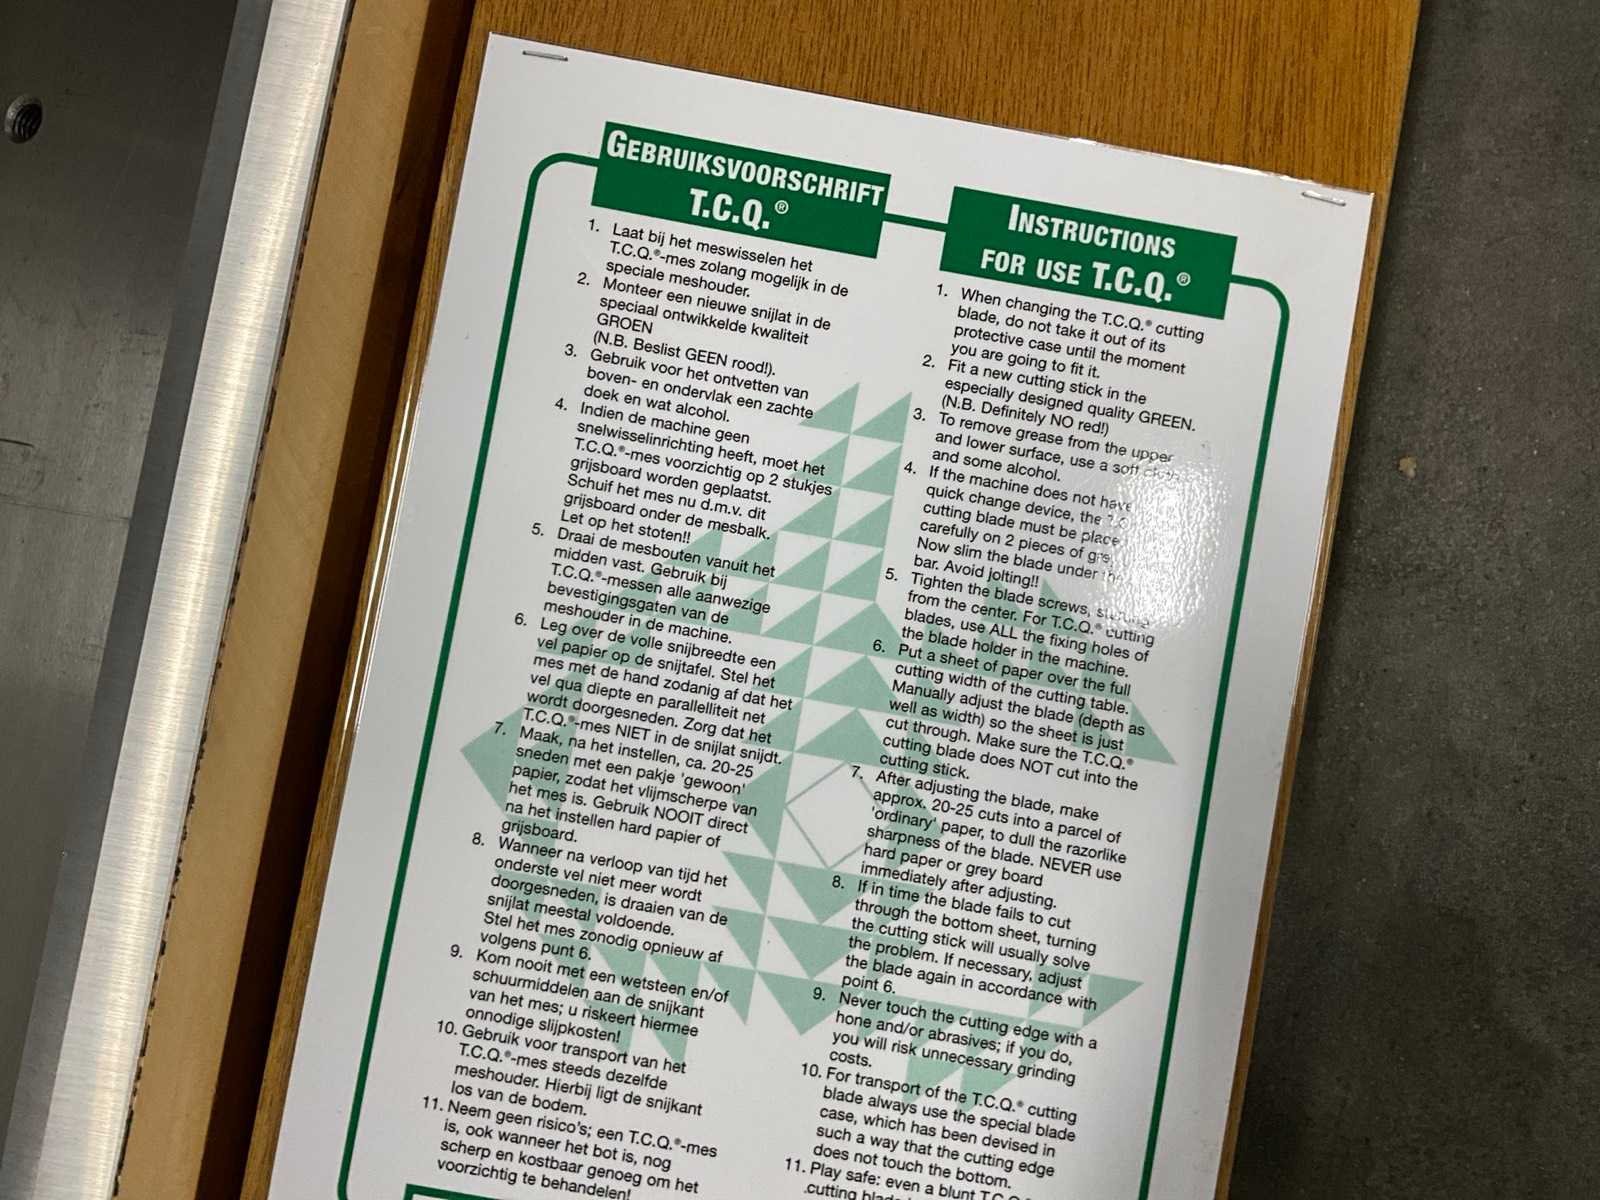 GEBRUIKSVOORSCHRIFT
T.C.Q.®
1. Laat bij het meswisselen het
T.C.Q.®-mes zolang mogelijk in de
speciale meshouder.
2. Monteer een nieuwe snijlat in de
speciaal ontwikkelde kwaliteit
GROEN
(N.B. Beslist GEEN rood!).
3. Gebruik voor het ontvetten van
boven- en ondervlak een zachte
doek en wat alcohol.
4. Indien de machine geen
snelwisselinrichting heeft, moet het
T.C.Q.®-mes voorzichtig op 2 stukjes
grijsboard worden geplaatst.
Schuif het mes nu d.m.v. dit
grijsboard onder de mesbalk.
Let op het stoten!!
5. Draai de mesbouten vanuit het
midden vast. Gebruik bij
T.C.Q.®-messen alle aanwezige
bevestigingsgaten van de
meshouder in de machine.
6. Leg over de volle snijbreedte een
vel papier op de snijtafel. Stel het
mes met de hand zodanig af dat het
vel qua diepte en parallelliteit net
wordt doorgesneden. Zorg dat het
T.C.Q.®-mes NIET in de snijlat snijdt.
7. Maak, na het instellen, ca. 20-25
sneden met een pakje 'gewoon'
papier, zodat het vlijmscherpe van
het mes is. Gebruik NOOIT direct
na het instellen hard papier of
grijsboard.
8. Wanneer na verloop van tijd het
onderste vel niet meer wordt
doorgesneden, is draaien van de
snijlat meestal voldoende.
Stel het mes zonodig opnieuw af
volgens punt 6.
9. Kom nooit met een wetsteen en/of
schuurmiddelen aan de snijkant
van het mes; u riskeert hiermee
onnodige slijpkosten!
10. Gebruik voor transport van het
T.C.Q.®-mes steeds dezelfde
meshouder. Hierbij ligt de snijkant
los van de bodem.
11. Neem geen risico's; een T.C.Q.®-mes
is, ook wanneer het bot is, nog
scherp en kostbaar genoeg om het
voorzichtig te behandelen!
INSTRUCTIONS
FOR USE T.C.Q.®
1. When changing the T.C.Q.® cutting
blade, do not take it out of its
protective case until the moment
you are going to fit it.
2. Fit a new cutting stick in the
especially designed quality GREEN.
(N.B. Definitely NO red!)
3. To remove grease from the upper
and lower surface, use a soft cloth
and some alcohol.
4. If the machine does not have
quick change device, the
cutting blade must be place
carefully on 2 pieces of
Now slim the blade under
bar. Avoid jolting!!
5. Tighten the blade screws,
from the center. For T.C.Q.® cutting
blades, use ALL the fixing holes of
the blade holder in the machine.
6. Put a sheet of paper over the full
cutting width of the cutting table.
Manually adjust the blade (depth as
well as width) so the sheet is just
cut through. Make sure the T.C.Q.®
cutting blade does NOT cut into the
cutting stick.
7. After adjusting the blade, make
approx. 20-25 cuts into a parcel of
'ordinary' paper, to dull the razorlike
sharpness of the blade. NEVER use
hard paper or grey board
immediately after adjusting.
8. If in time the blade fails to cut
through the bottom sheet, turning
the cutting stick will usually solve
the problem. If necessary, adjust
the blade again in accordance with
point 6.
9. Never touch the cutting edge with a
hone and/or abrasives; if you do,
you will risk unnecessary grinding
costs.
10. For transport of the T.C.Q.® cutting
blade always use the special blade
case, which has been devised in
such a way that the cutting edge
does not touch the bottom.
11. Play safe: even a blunt T.C.Q.
cutting